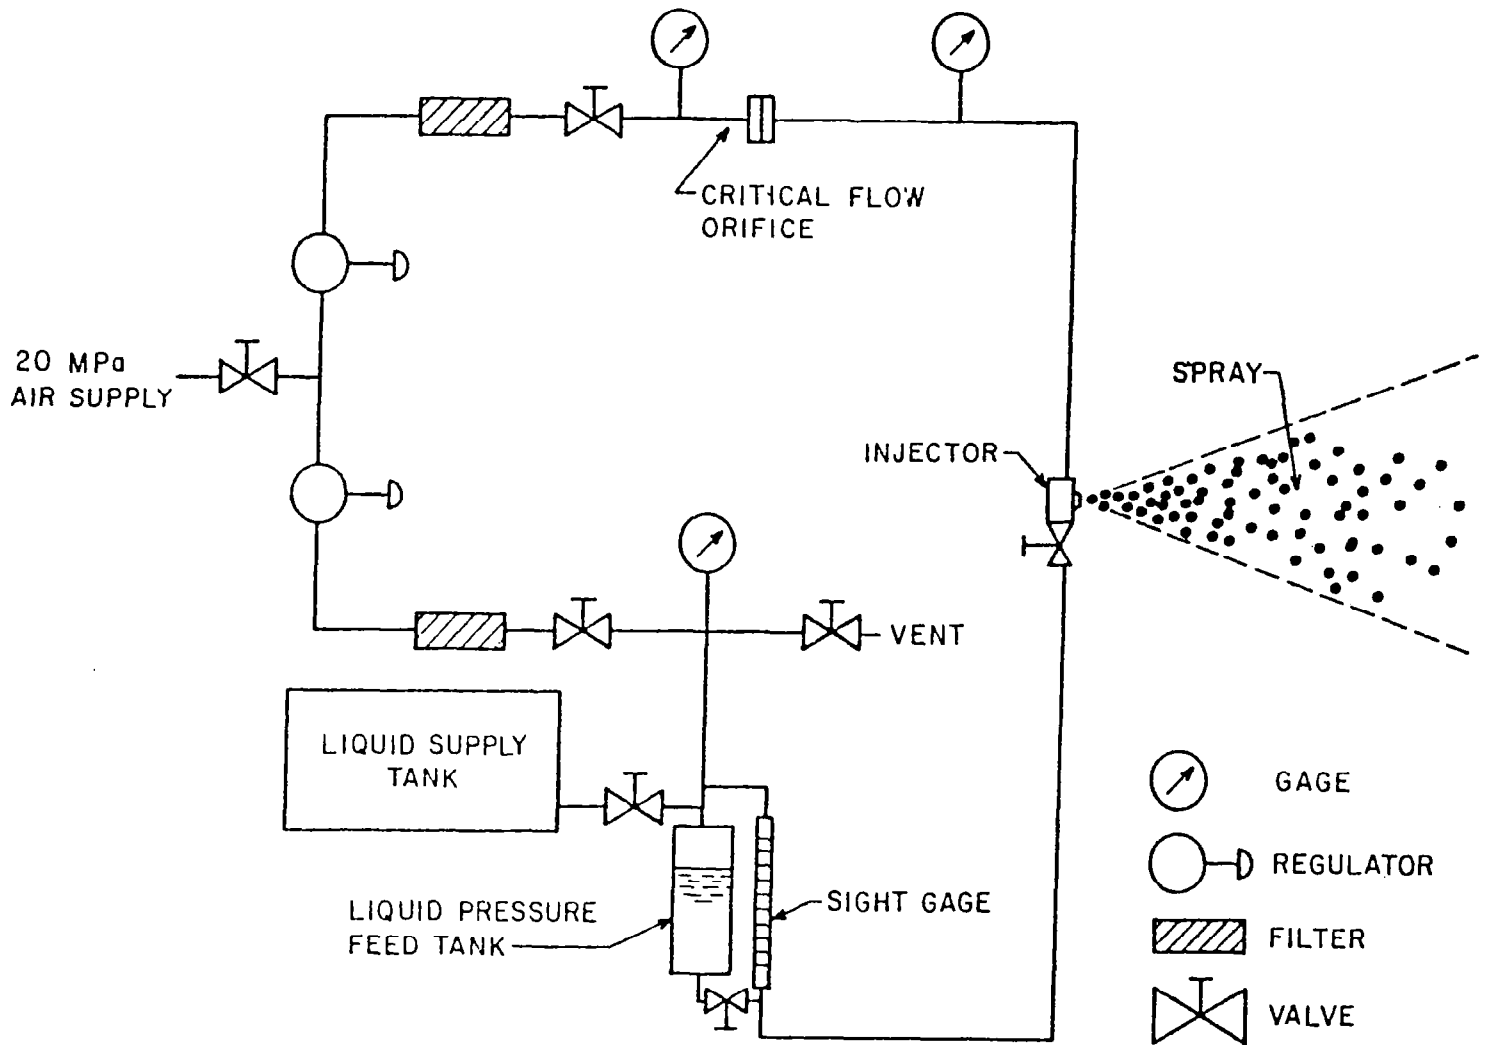 CRITICAL FLOW
ORIFICE
20 MPa
AIR SUPPLY
SPRAY
INJECTOR
VENT
LIQUID SUPPLY
TANK
GAGE
REGULATOR
SIGHT GAGE
LIQUID PRESSURE
FEED TANK
FILTER
VALVE